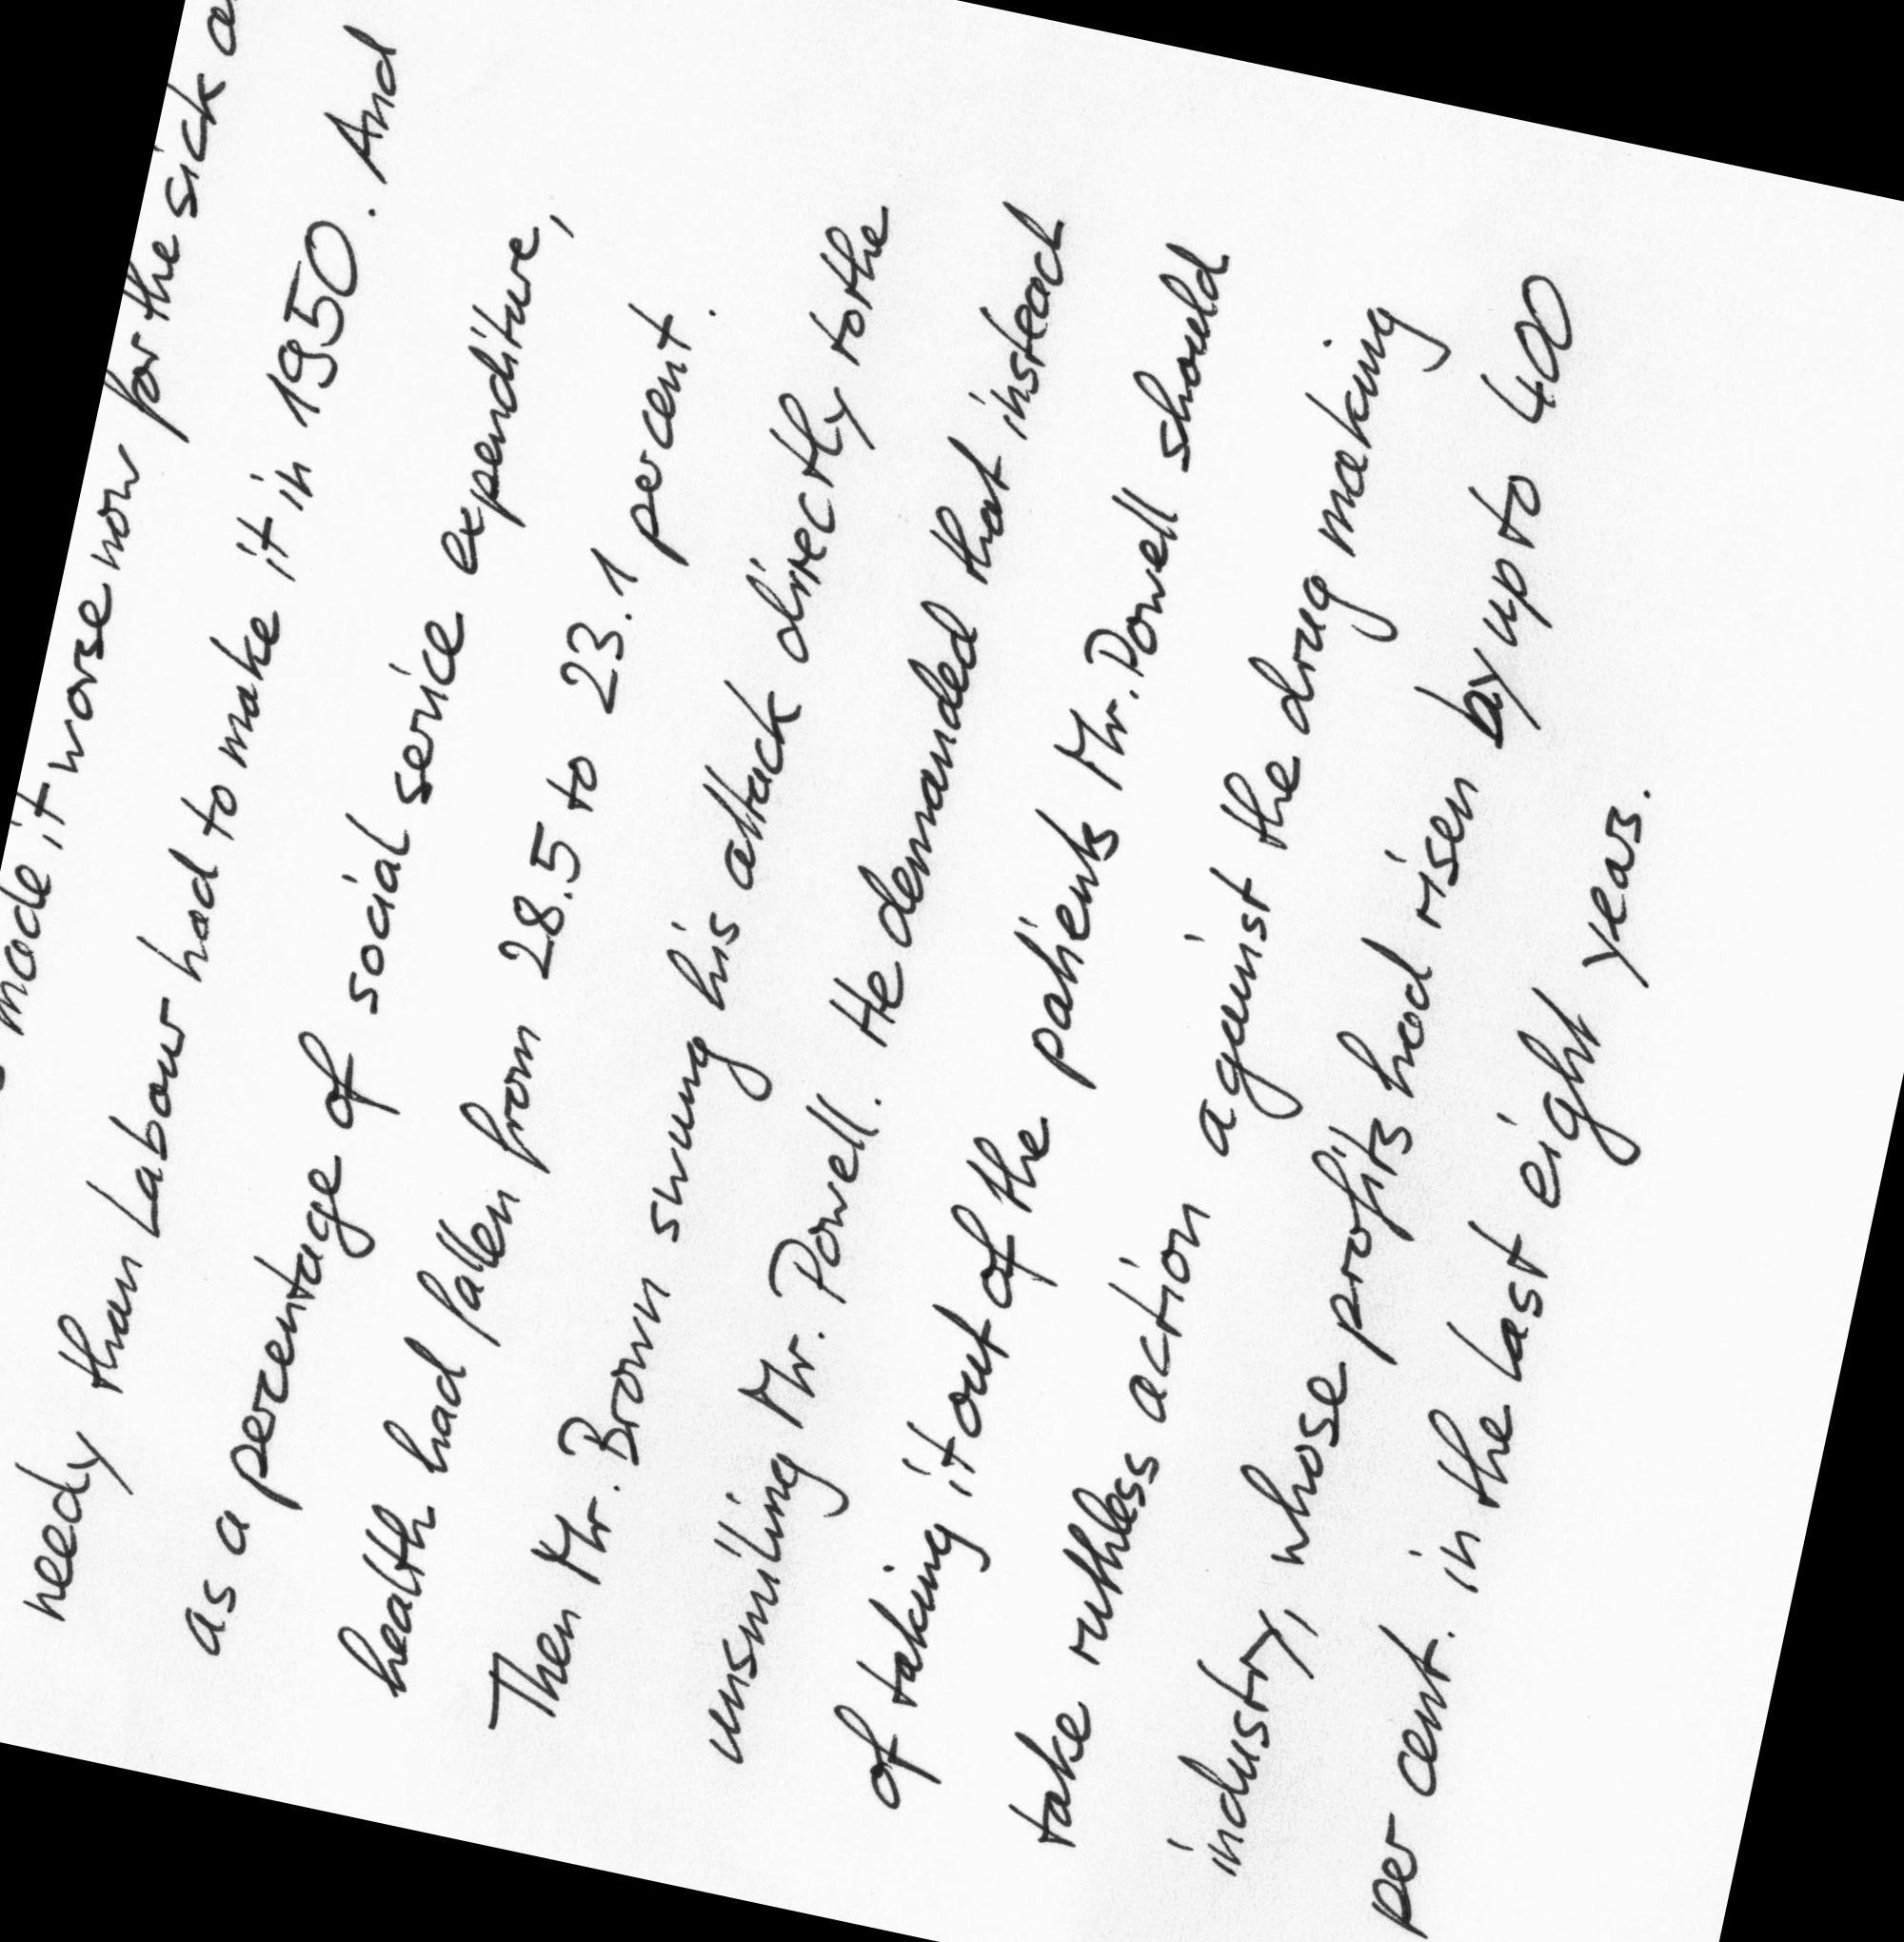 made it worse now for the sick
needy than Labour had to make it in 1950. And
as a percentage of social service expenditure,
health had fallen from 28.5 to 23.1 percent.
Then Mr. Brown swung his attack directly to the
unsmiling Mr. Powell. He demanded that instead
of taking it out of the patients Mr. Powell should
take ruthless action against the drug making
industry, whose profits had risen by up to 400
per cent. in the last eight years.